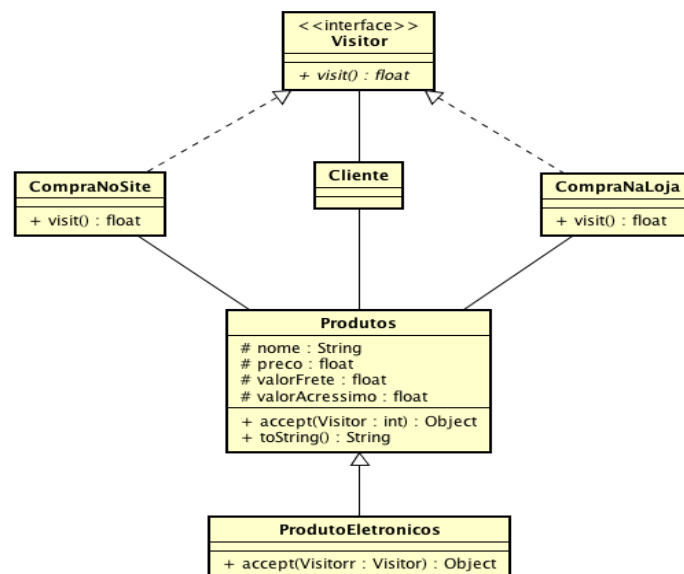 <<interface>>
Visitor
+ visit() : float
CompraNoSite
+ visit() : float
Cliente
CompraNaLoja
+ visit() : float
Produtos
# nome : String
# preco : float
# valorFrete : float
# valorAcressimo : float
+ accept(Visitor : int) : Object
+ toString() : String
ProdutoEletronicos
+ accept(Visitorr : Visitor) : Object